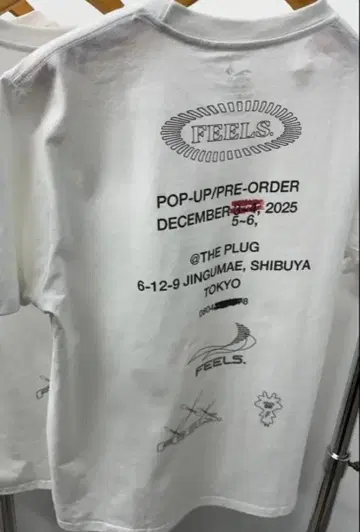 FEELS.
POP-UP/PRE-ORDER
DECEMBER 2025
5-6,
@THE PLUG
6-12-9 JINGUMAE, SHIBUYA
TOKYO
FEELS.